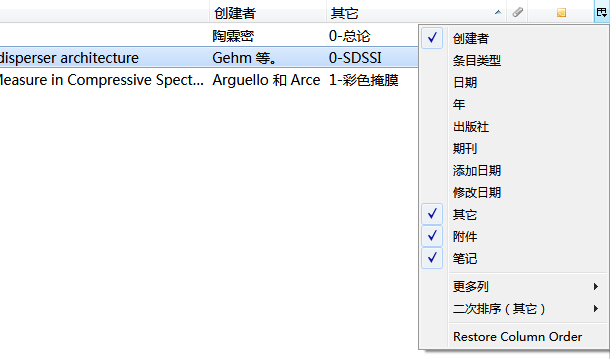 创建者 其它
陶霖密 0-总论
disperser architecture Gehm 等。 0-SDSSI
Measure in Compressive Spect... Arguello 和 Arce 1-彩色掩膜
创建者
条目类型
日期
年
出版社
期刊
添加日期
修改日期
其它
附件
笔记
更多列
二次排序（其它）
Restore Column Order